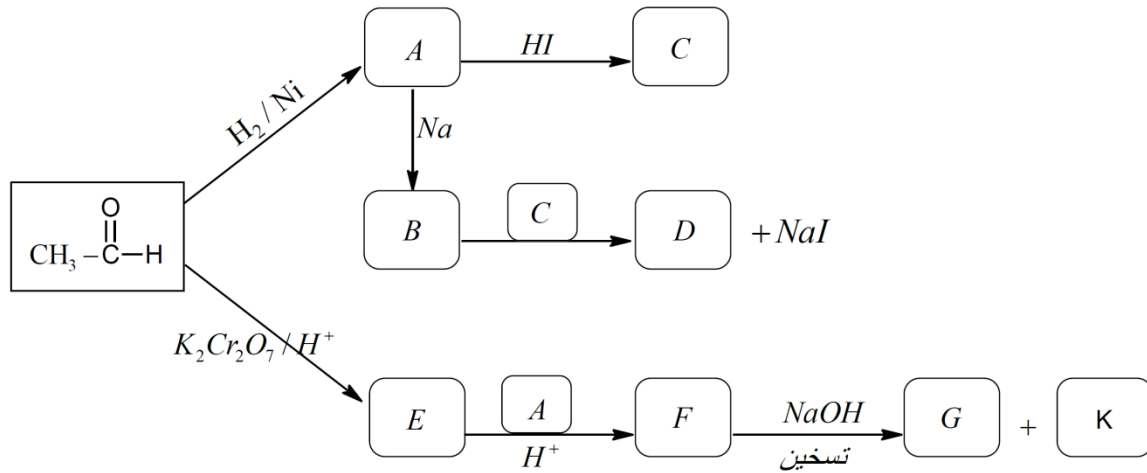 A HI C
H₂ / Ni
Na
O
CH₃ – C – H
B C D + NaI
K₂Cr₂O₇ / H⁺
E A F NaOH G + K
H⁺ تسخين